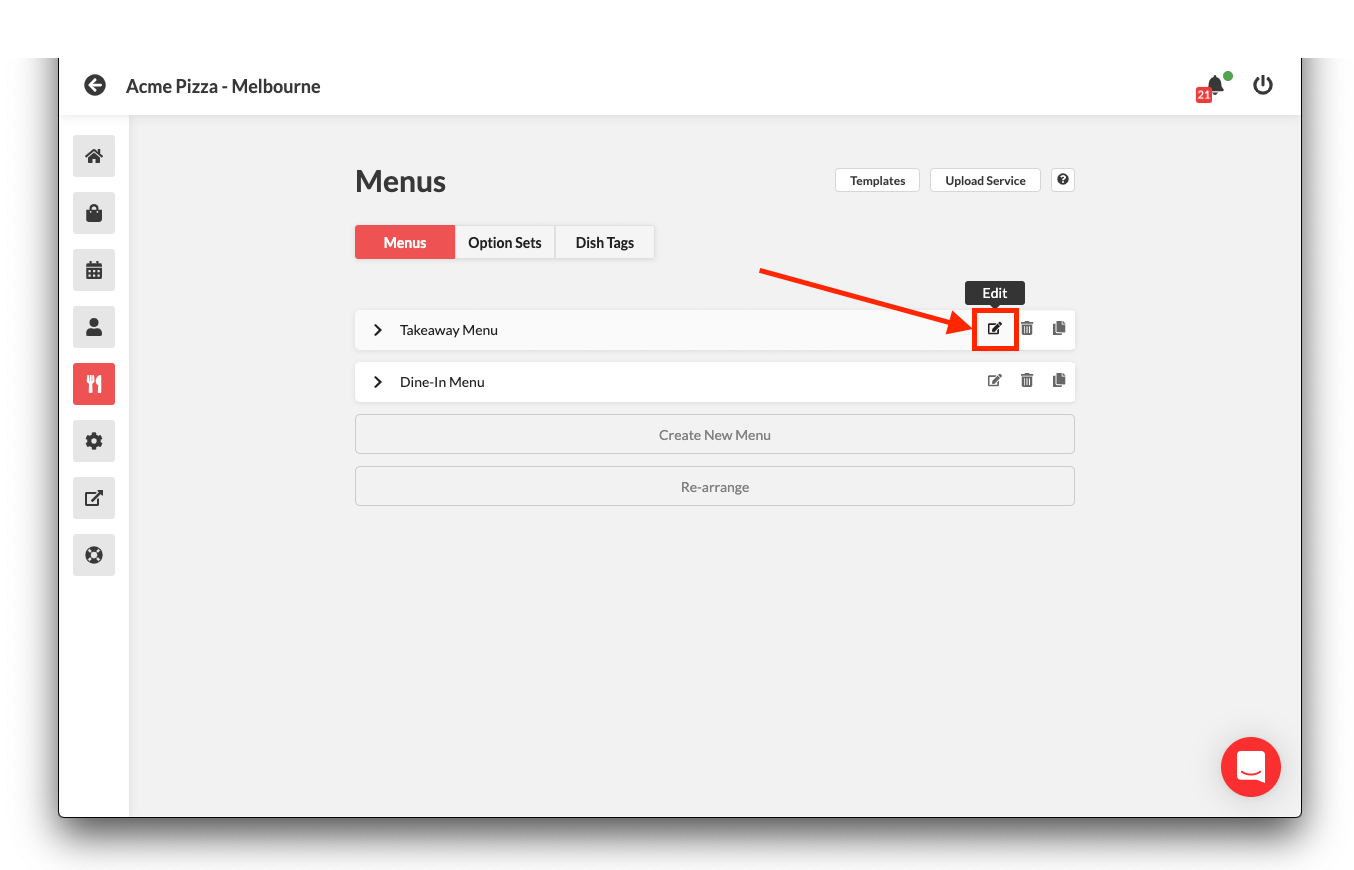 Acme Pizza - Melbourne
21
Menus
Templates
Upload Service
Menus
Option Sets
Dish Tags
Edit
Takeaway Menu
Dine-In Menu
Create New Menu
Re-arrange